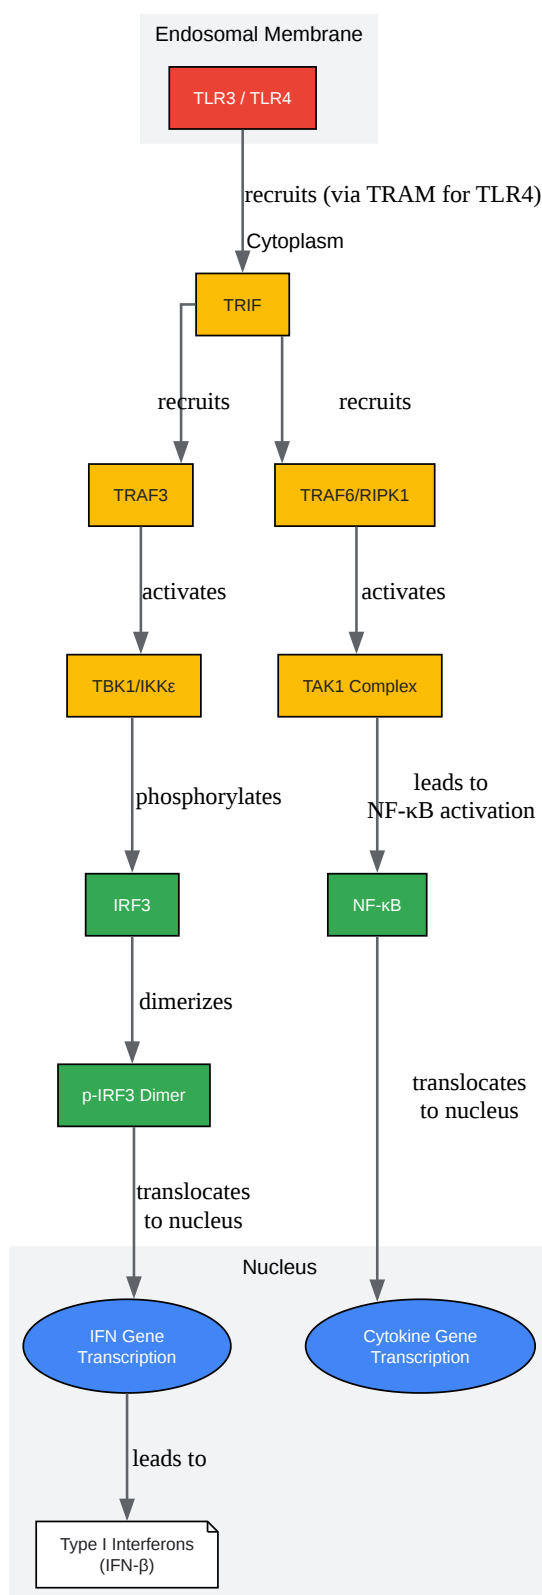 Endosomal Membrane
TLR3 / TLR4
recruits (via TRAM for TLR4)
Cytoplasm
TRIF
recruits
recruits
TRAF3
TRAF6/RIPK1
activates
activates
TBK1/IKKε
TAK1 Complex
phosphorylates
leads to
NF-κB activation
IRF3
NF-κB
dimerizes
p-IRF3 Dimer
translocates
to nucleus
translocates
to nucleus
Nucleus
IFN Gene
Transcription
Cytokine Gene
Transcription
leads to
Type I Interferons
(IFN-β)